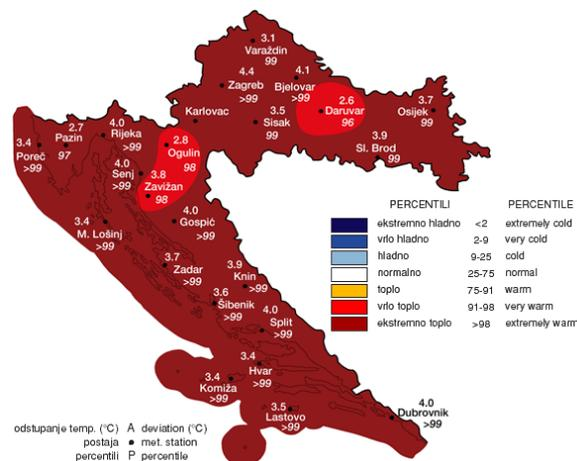 3.1
Varaždin
99
4.4
Zagreb
>99
4.1
Bjelovar
>99
2.6
Daruvar
96
3.7
Osijek
99
Karlovac
3.5
Sisak
99
3.9
Sl. Brod
>99
3.4
Poreč
>99
2.7
Pazin
97
4.0
Rijeka
>99
2.8
Ogulin
98
4.0
Senj
>99
3.8
Zavižan
98
4.0
Gospić
>99
3.4
M. Lošinj
>99
3.7
Zadar
>99
3.9
Knin
>99
3.6
Šibenik
>99
4.0
Split
>99
3.4
Hvar
>99
3.4
Komiža
>99
3.5
Lastovo
>99
4.0
Dubrovnik
>99
PERCENTILI PERCENTILE
ekstremno hladno <2 extremely cold
vrlo hladno 2-9 very cold
hladno 9-25 cold
normalno 25-75 normal
toplo 75-91 warm
vrlo toplo 91-98 very warm
ekstremno toplo >98 extremely warm
odstupanje temp. (°C) A deviation (°C)
postaja • met. station
percentili P percentile